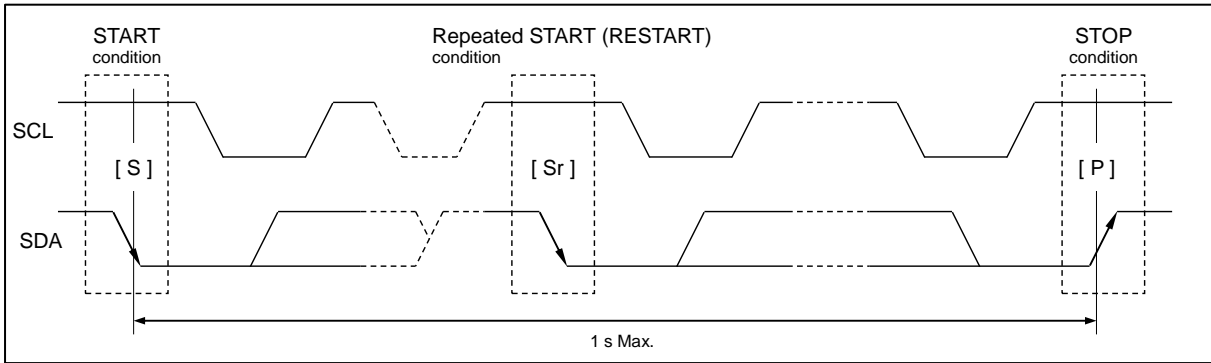 START
condition
Repeated START (RESTART)
condition
STOP
condition
SCL
[ S ]
[ Sr ]
[ P ]
SDA
1 s Max.